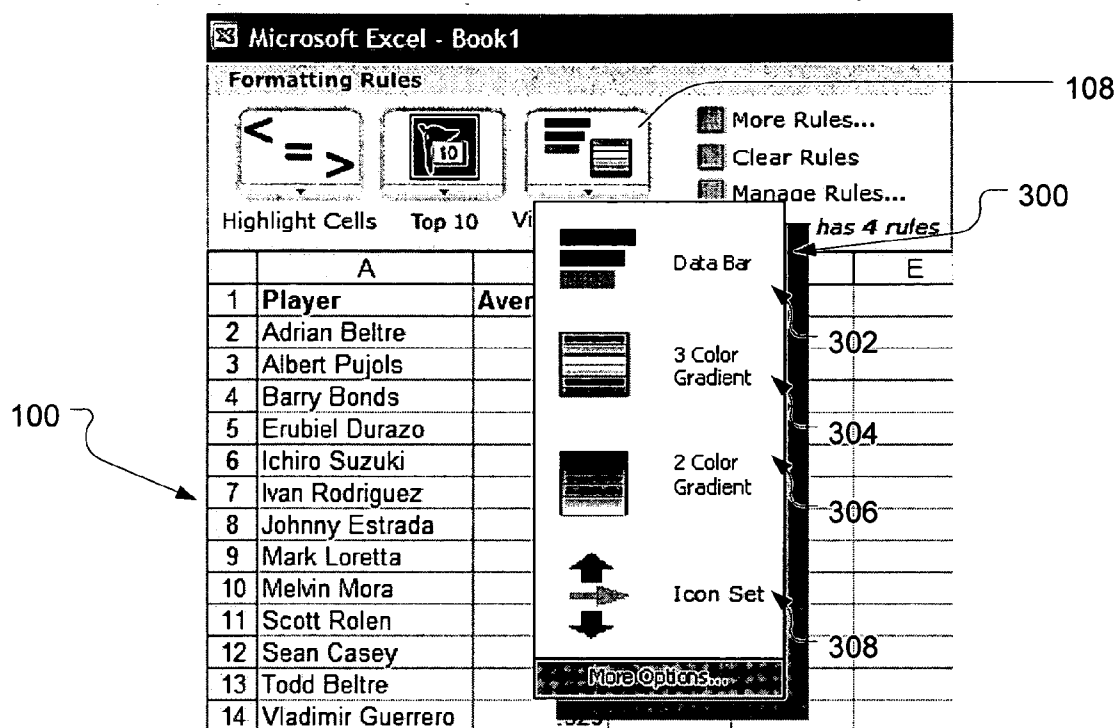 Microsoft Excel - Book1
Formatting Rules
108
< = >
10
More Rules...
Clear Rules
Manage Rules...
300
Highlight Cells Top 10 Vi
has 4 rules
A E
1 Player Aver
2 Adrian Beltre
3 Albert Pujols
4 Barry Bonds
5 Erubiel Durazo
6 Ichiro Suzuki
7 Ivan Rodriguez
8 Johnny Estrada
9 Mark Loretta
10 Melvin Mora
11 Scott Rolen
12 Sean Casey
13 Todd Beltre
14 Vladimir Guerrero
100
Data Bar
302
3 Color
Gradient
304
2 Color
Gradient
306
Icon Set
308
More Options...